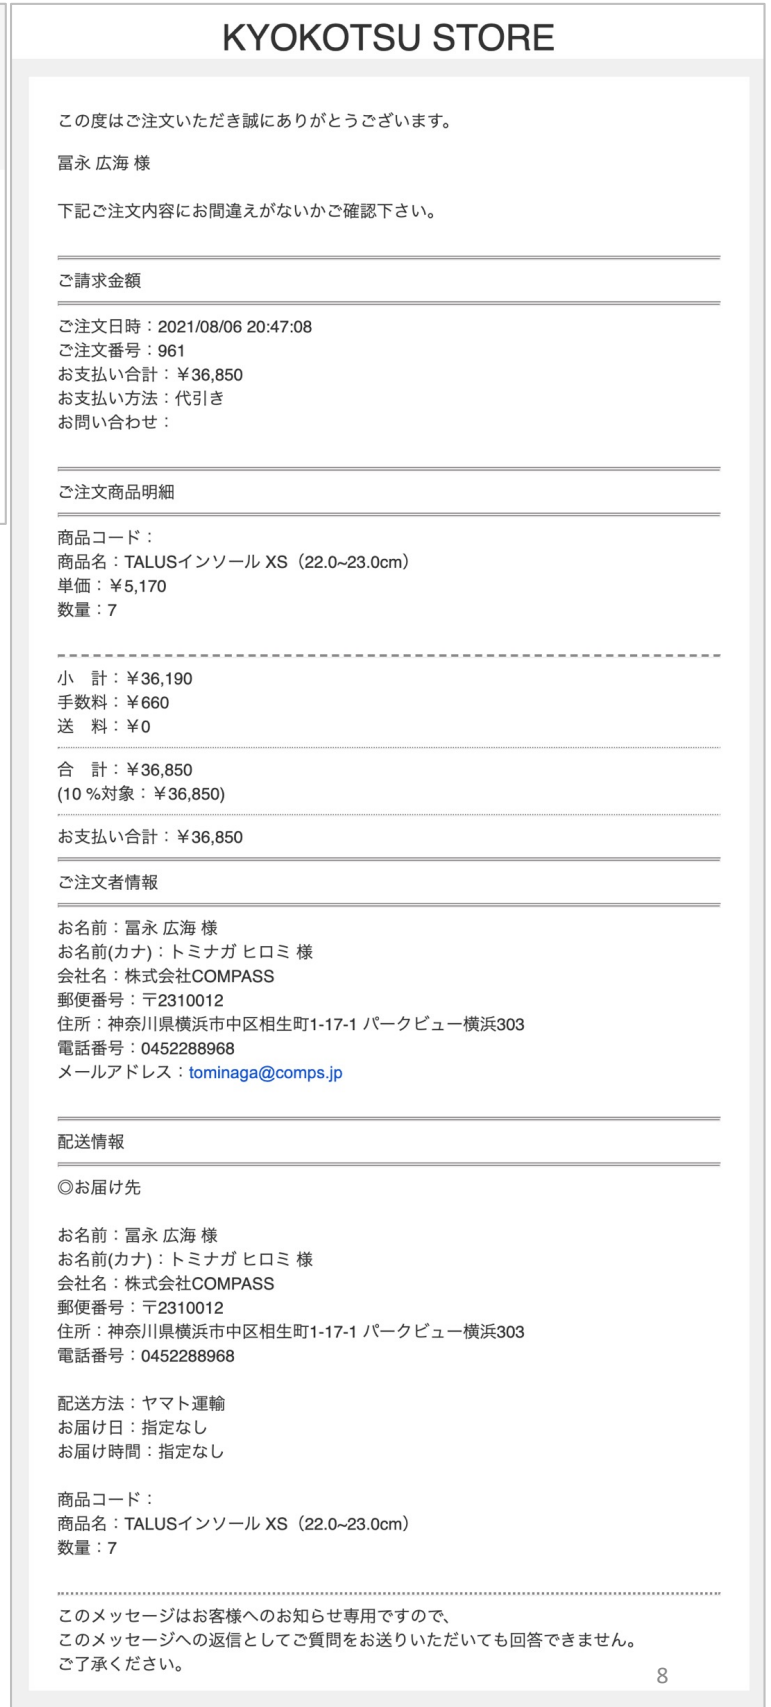 KYOKOTSU STORE
この度はご注文いただき誠にありがとうございます。
冨永 広海 様
下記ご注文内容にお間違えがないかご確認下さい。
ご請求金額
ご注文日時：2021/08/06 20:47:08
ご注文番号：961
お支払い合計：￥36,850
お支払い方法：代引き
お問い合わせ：
ご注文商品明細
商品コード：
商品名：TALUSインソール XS（22.0~23.0cm）
単価：￥5,170
数量：7
小　計：￥36,190
手数料：￥660
送　料：￥0
合　計：￥36,850
(10 %対象：￥36,850)
お支払い合計：￥36,850
ご注文者情報
お名前：冨永 広海 様
お名前(カナ)：トミナガ ヒロミ 様
会社名：株式会社COMPASS
郵便番号：〒2310012
住所：神奈川県横浜市中区相生町1-17-1 パークビュー横浜303
電話番号：0452288968
メールアドレス：tominaga@comps.jp
配送情報
◎お届け先
お名前：冨永 広海 様
お名前(カナ)：トミナガ ヒロミ 様
会社名：株式会社COMPASS
郵便番号：〒2310012
住所：神奈川県横浜市中区相生町1-17-1 パークビュー横浜303
電話番号：0452288968
配送方法：ヤマト運輸
お届け日：指定なし
お届け時間：指定なし
商品コード：
商品名：TALUSインソール XS（22.0~23.0cm）
数量：7
このメッセージはお客様へのお知らせ専用ですので、
このメッセージへの返信としてご質問をお送りいただいても回答できません。
ご了承ください。
8